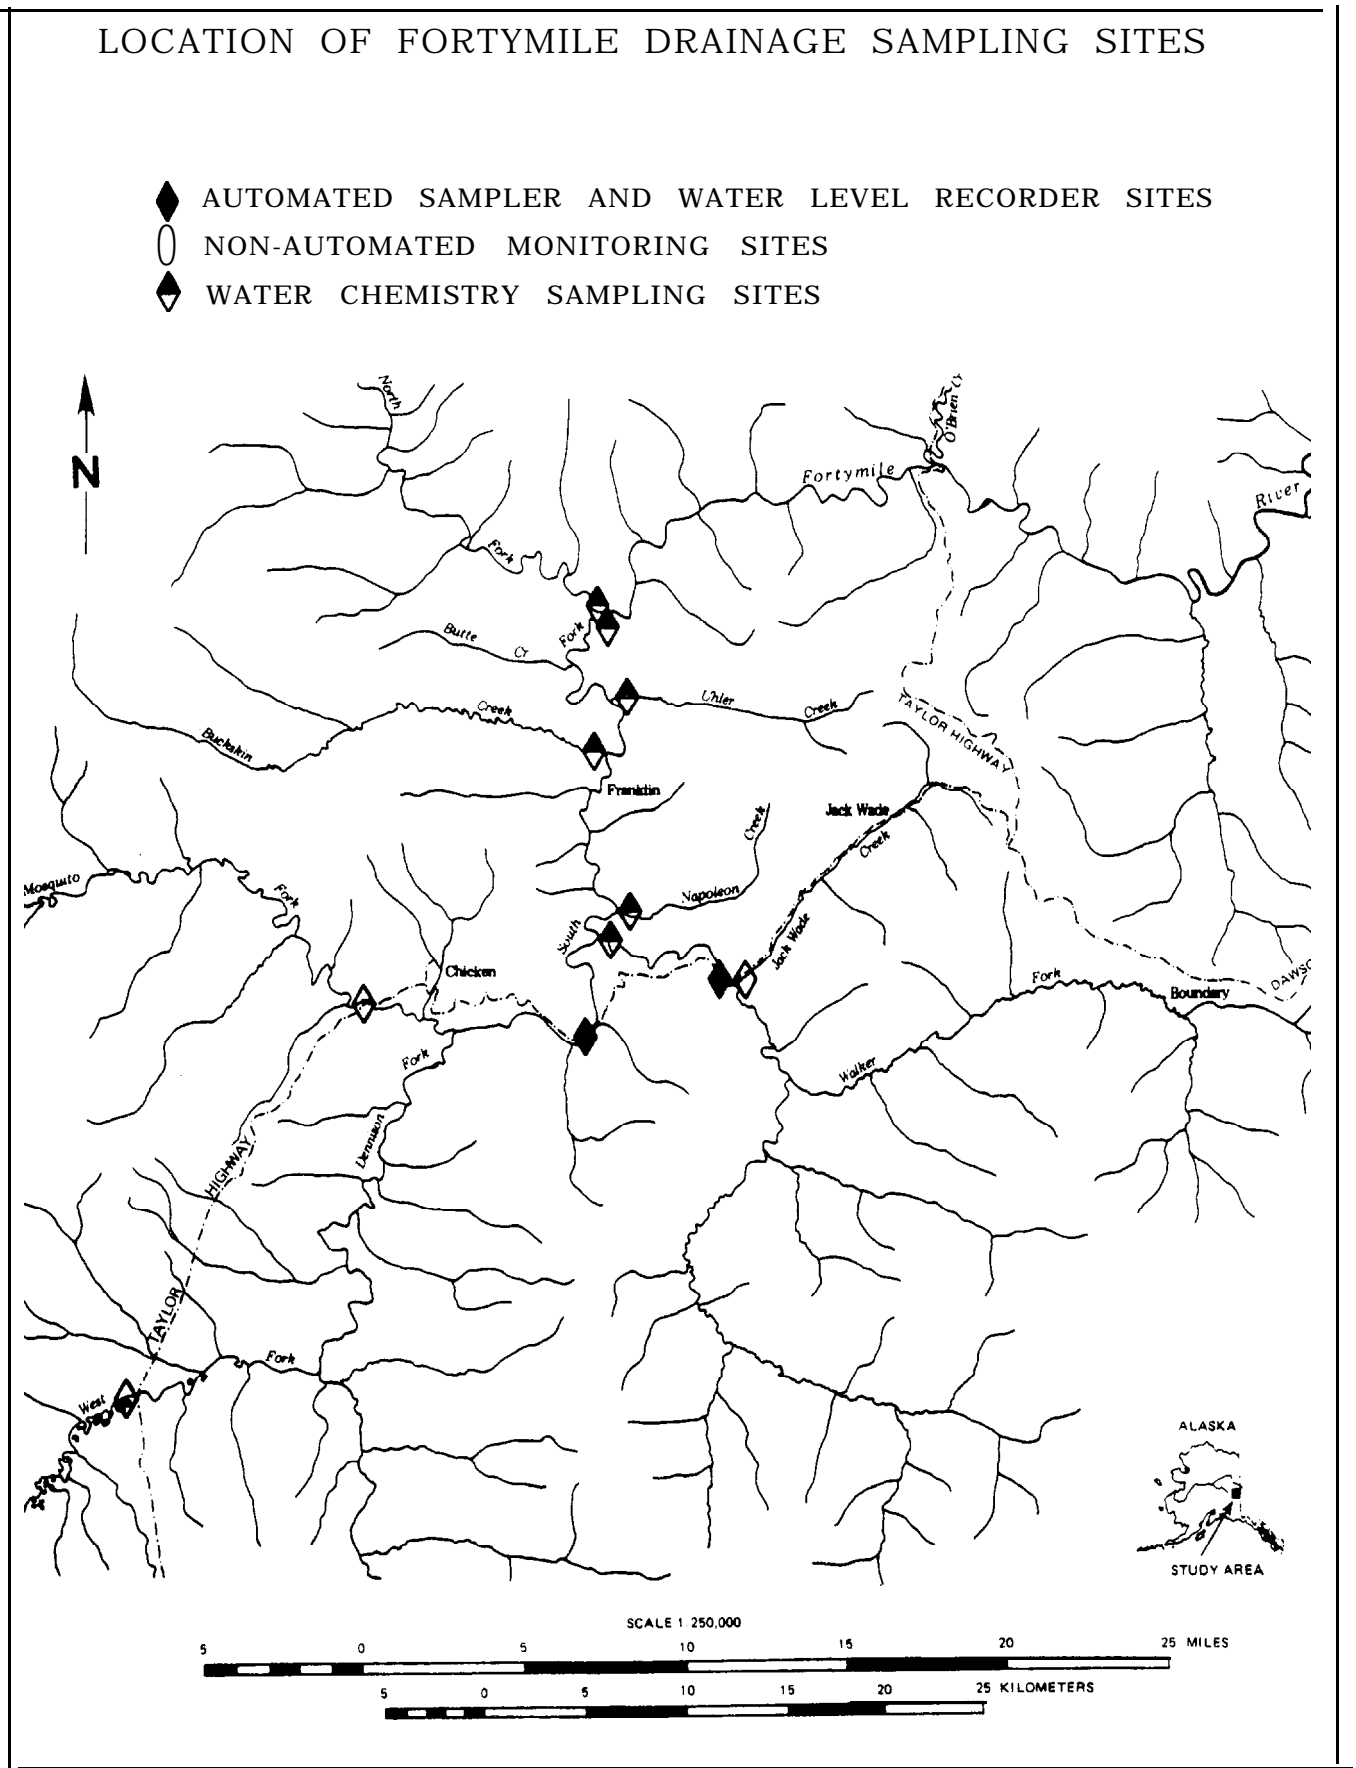 LOCATION OF FORTYMILE DRAINAGE SAMPLING SITES
AUTOMATED SAMPLER AND WATER LEVEL RECORDER SITES
NON-AUTOMATED MONITORING SITES
WATER CHEMISTRY SAMPLING SITES
N
North
Fork
O'Brien Cr
Fortymile
River
Butte
Cr
Fork
Uhler
Creek
Buckskin
Creek
TAYLOR HIGHWAY
Franklin
Jack Wade
Creek
Creek
Napoleon
Mosquito
Fork
South
Jack Wade
Chicken
Fork
Boundary
DAWSO
Walker
Fork
Dennison
HIGHWAY
TAYLOR
Fork
West
ALASKA
STUDY AREA
SCALE 1 250,000
5 0 5 10 15 20 25 MILES
5 0 5 10 15 20 25 KILOMETERS